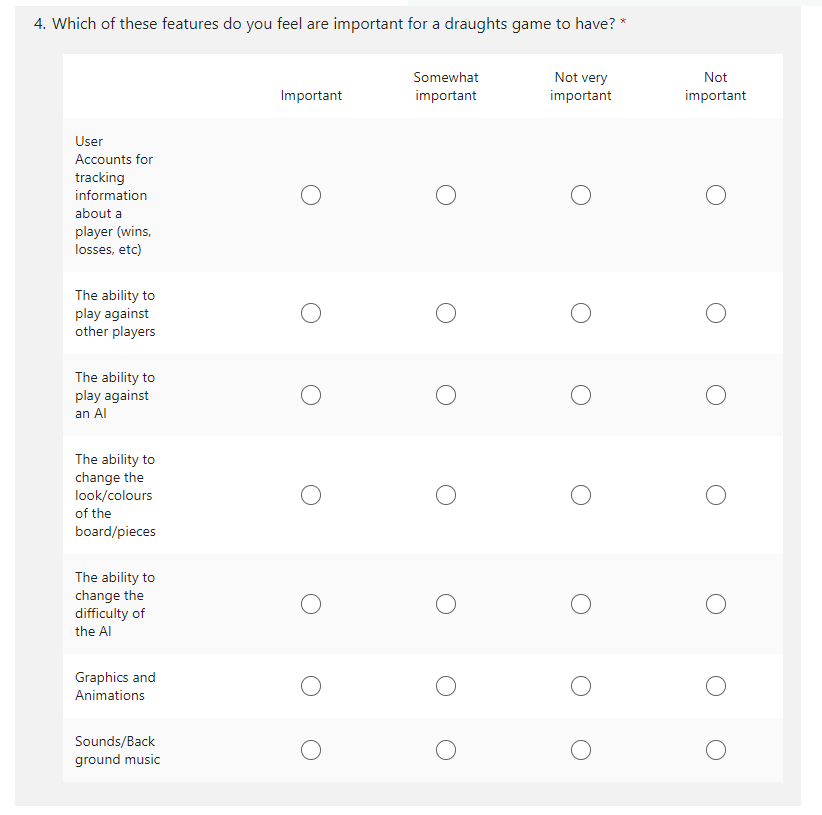 4. Which of these features do you feel are important for a draughts game to have? *
Important
Somewhat
important
Not very
important
Not
important
User
Accounts for
tracking
information
about a
player (wins,
losses, etc)
The ability to
play against
other players
The ability to
play against
an AI
The ability to
change the
look/colours
of the
board/pieces
The ability to
change the
difficulty of
the AI
Graphics and
Animations
Sounds/Back
ground music